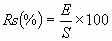 Rs(%) = E/S × 100